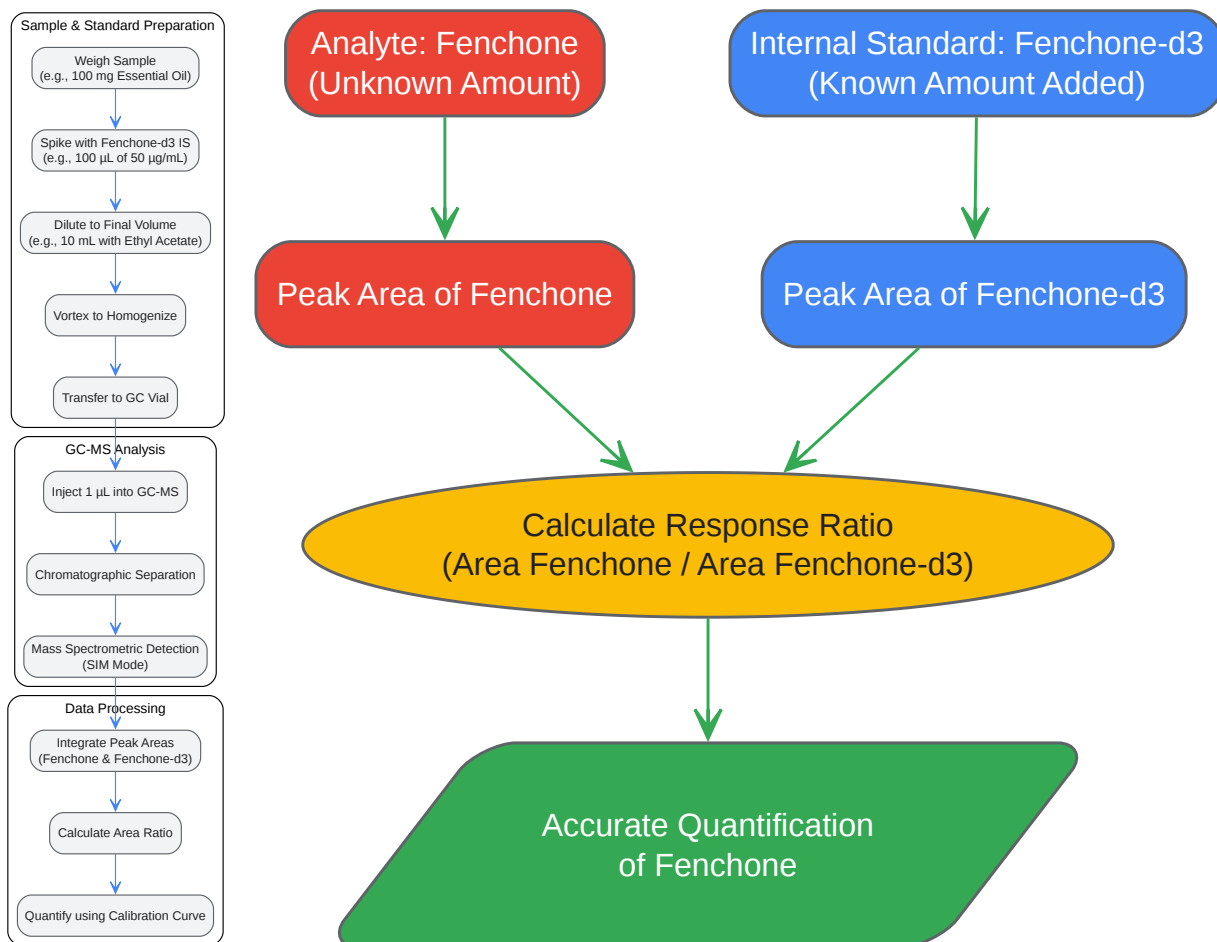 Sample & Standard Preparation
Weigh Sample
(e.g., 100 mg Essential Oil)
Spike with Fenchone-d3 IS
(e.g., 100 µL of 50 µg/mL)
Dilute to Final Volume
(e.g., 10 mL with Ethyl Acetate)
Vortex to Homogenize
Transfer to GC Vial
GC-MS Analysis
Inject 1 µL into GC-MS
Chromatographic Separation
Mass Spectrometric Detection
(SIM Mode)
Data Processing
Integrate Peak Areas
(Fenchone & Fenchone-d3)
Calculate Area Ratio
Quantify using Calibration Curve
Analyte: Fenchone
(Unknown Amount)
Internal Standard: Fenchone-d3
(Known Amount Added)
Peak Area of Fenchone
Peak Area of Fenchone-d3
Calculate Response Ratio
(Area Fenchone / Area Fenchone-d3)
Accurate Quantification
of Fenchone